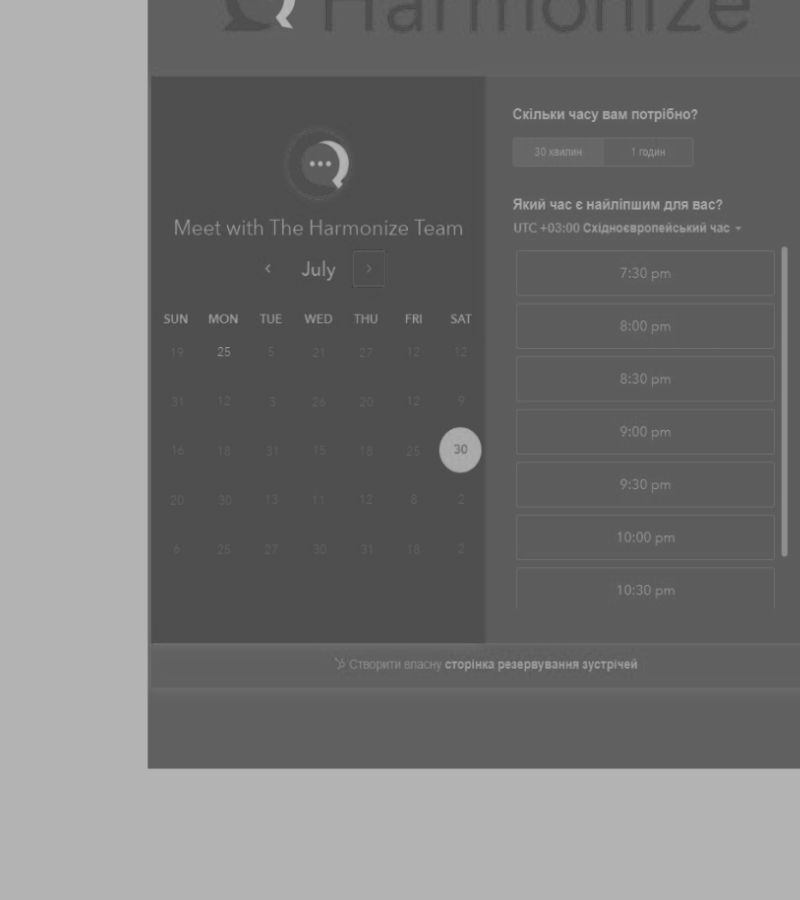 Harmonize
Meet with The Harmonize Team
July
SUN MON TUE WED THU FRI SAT
19 25 5 21 27 12 12
31 12 3 26 20 12 9
16 18 31 15 18 25 30
20 30 13 11 12 8 2
6 25 27 30 31 18 2
Скільки часу вам потрібно?
30 хвилин 1 годин
Який час є найліпшим для вас?
UTC +03:00 Східноєвропейський час
7:30 pm
8:00 pm
8:30 pm
9:00 pm
9:30 pm
10:00 pm
10:30 pm
Створити власну сторінка резервування зустрічей